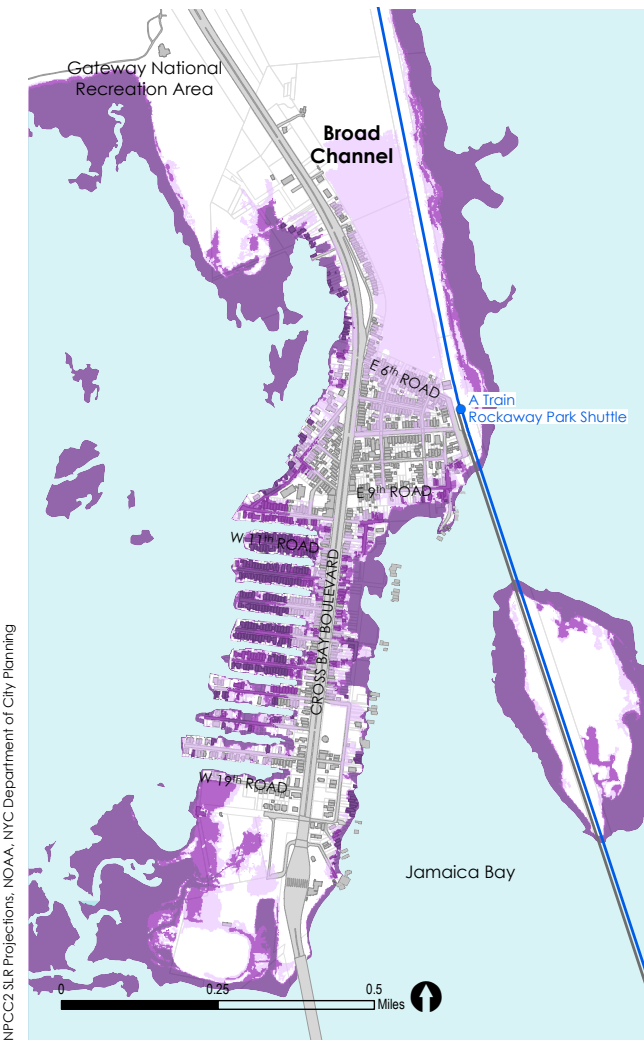 Gateway National
Recreation Area
Broad
Channel
E 6th ROAD
A Train
Rockaway Park Shuttle
E 9th ROAD
W 11th ROAD
CROSS BAY BOULEVARD
W 19th ROAD
Jamaica Bay
0 0.25 0.5
Miles
NPCC2 SLR Projections, NOAA, NYC Department of City Planning